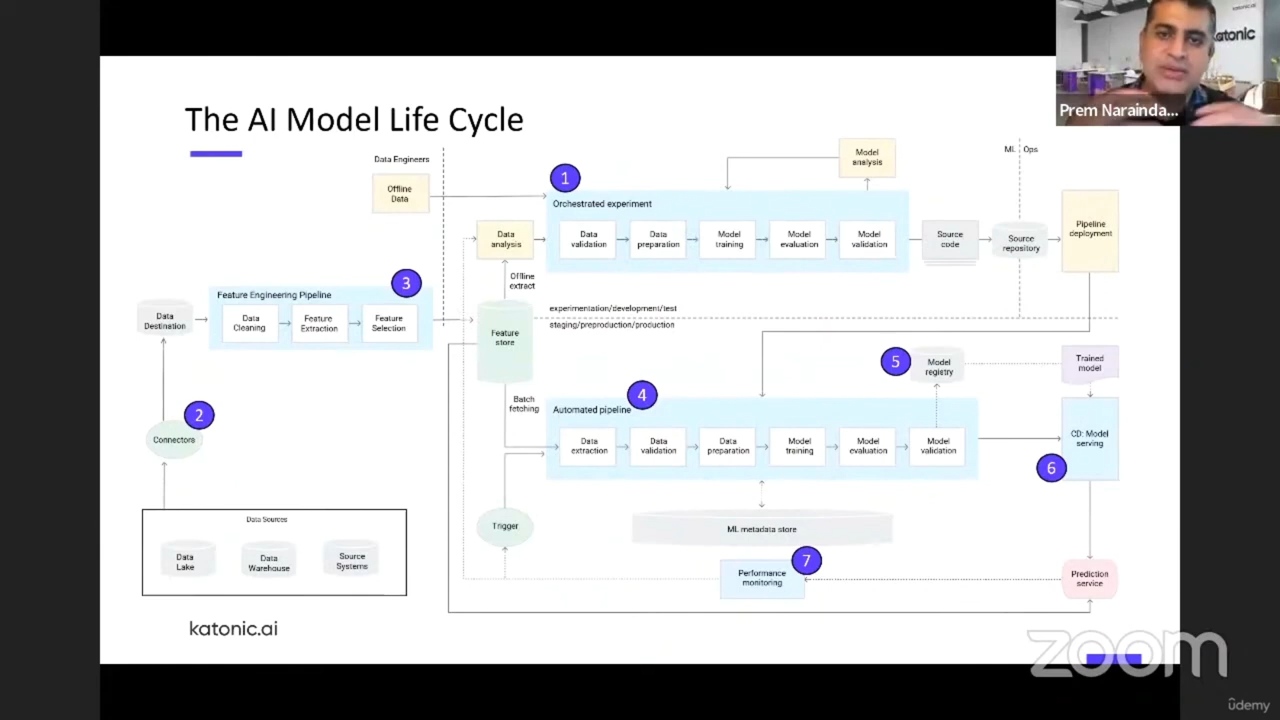 katonic.ai
atonic
Prem Narainda...
The AI Model Life Cycle
Data Engineers
Offline
Data
1
Orchestrated experiment
Data
validation
Data
preparation
Model
training
Model
evaluation
Model
validation
Model
analysis
ML
Ops
Source
code
Source
repository
Pipeline
deployment
Data
analysis
Offline
extract
3
Feature Engineering Pipeline
Data
Cleaning
Feature
Extraction
Feature
Selection
Data
Destination
Feature
store
experimentation/development/test
staging/preproduction/production
2
Connectors
Data Sources
Data
Lake
Data
Warehouse
Source
Systems
Batch
fetching
4
Automated pipeline
Data
extraction
Data
validation
Data
preparation
Model
training
Model
evaluation
Model
validation
5
Model
registry
Trained
model
CD: Model
serving
6
Trigger
ML metadata store
7
Performance
monitoring
Prediction
service
katonic.ai
zoom
ûdemy